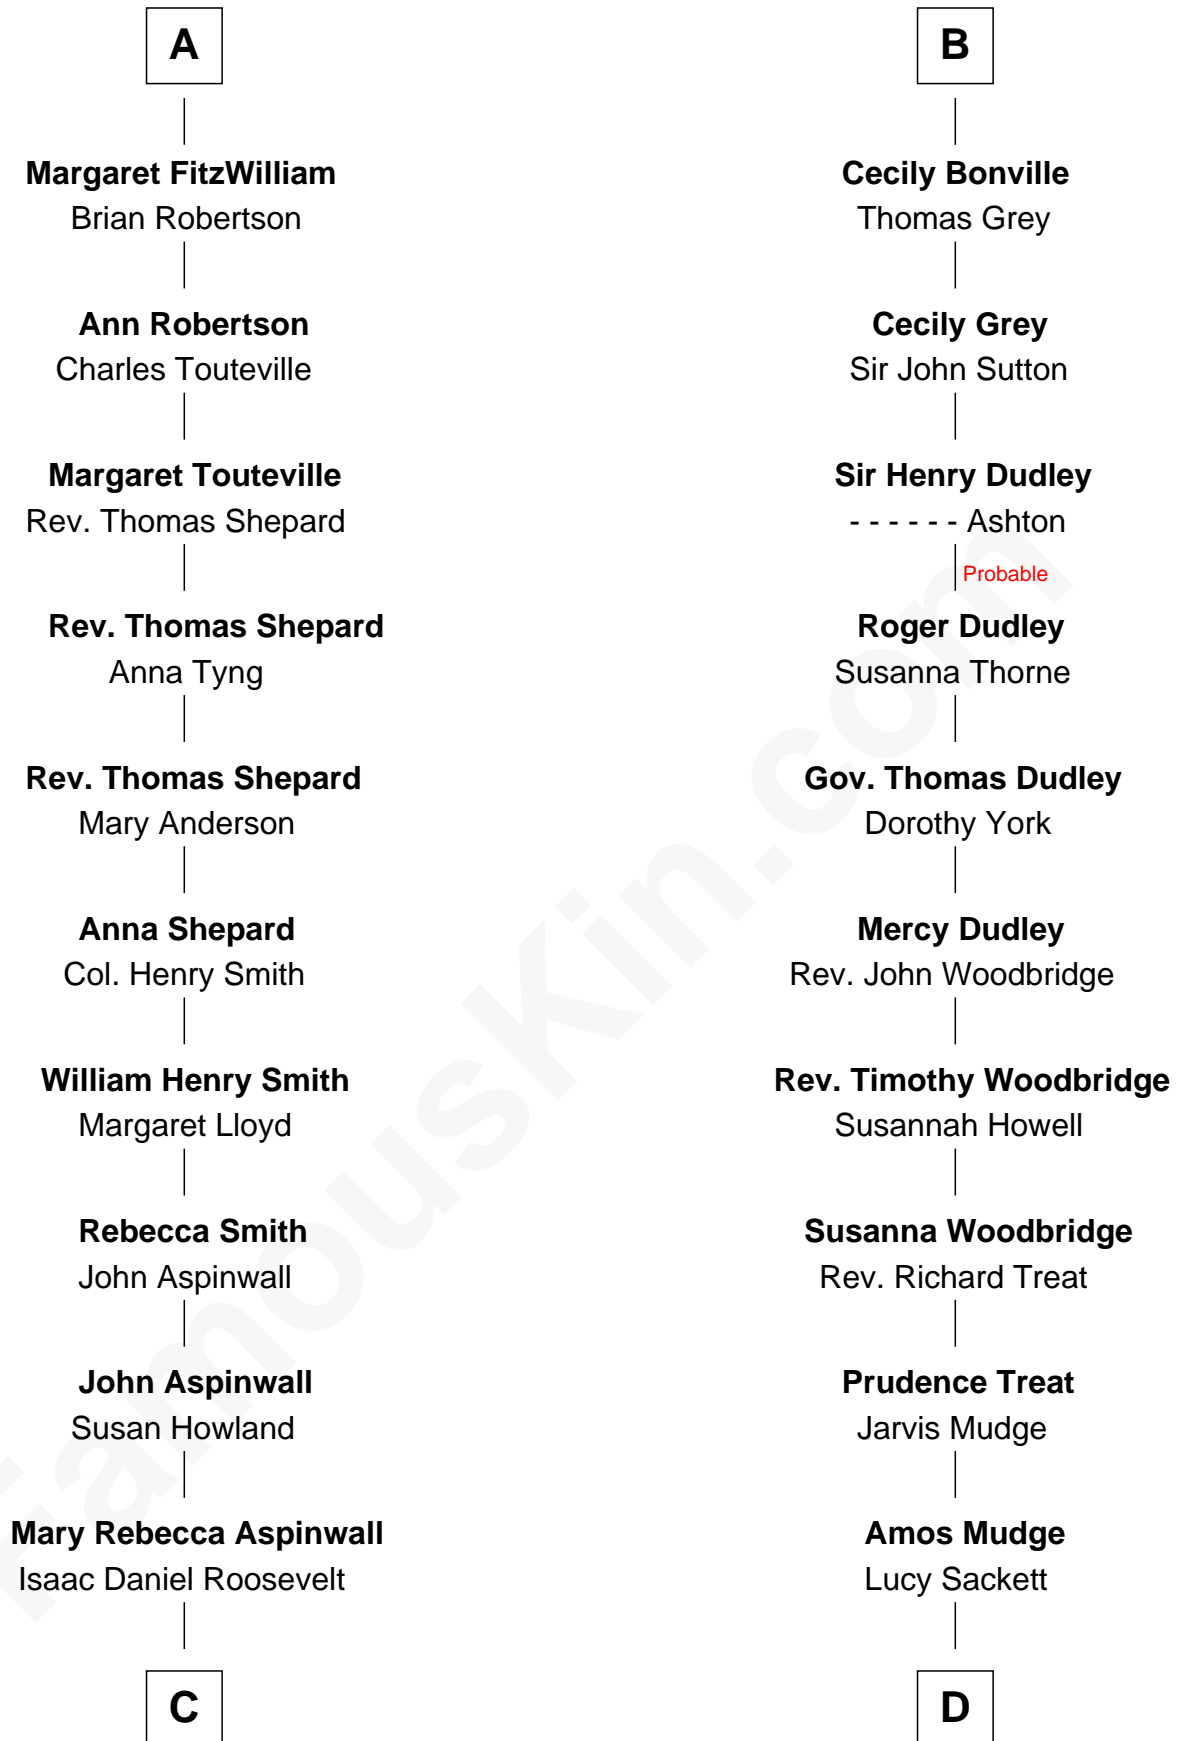 A
Margaret FitzWilliam
Brian Robertson
Ann Robertson
Charles Touteville
Margaret Touteville
Rev. Thomas Shepard
Rev. Thomas Shepard
Anna Tyng
Rev. Thomas Shepard
Mary Anderson
Anna Shepard
Col. Henry Smith
William Henry Smith
Margaret Lloyd
Rebecca Smith
John Aspinwall
John Aspinwall
Susan Howland
Mary Rebecca Aspinwall
Isaac Daniel Roosevelt
C
B
Cecily Bonville
Thomas Grey
Cecily Grey
Sir John Sutton
Sir Henry Dudley
- - - - - - Ashton
Probable
Roger Dudley
Susanna Thorne
Gov. Thomas Dudley
Dorothy York
Mercy Dudley
Rev. John Woodbridge
Rev. Timothy Woodbridge
Susannah Howell
Susanna Woodbridge
Rev. Richard Treat
Prudence Treat
Jarvis Mudge
Amos Mudge
Lucy Sackett
D
FamousKin.com